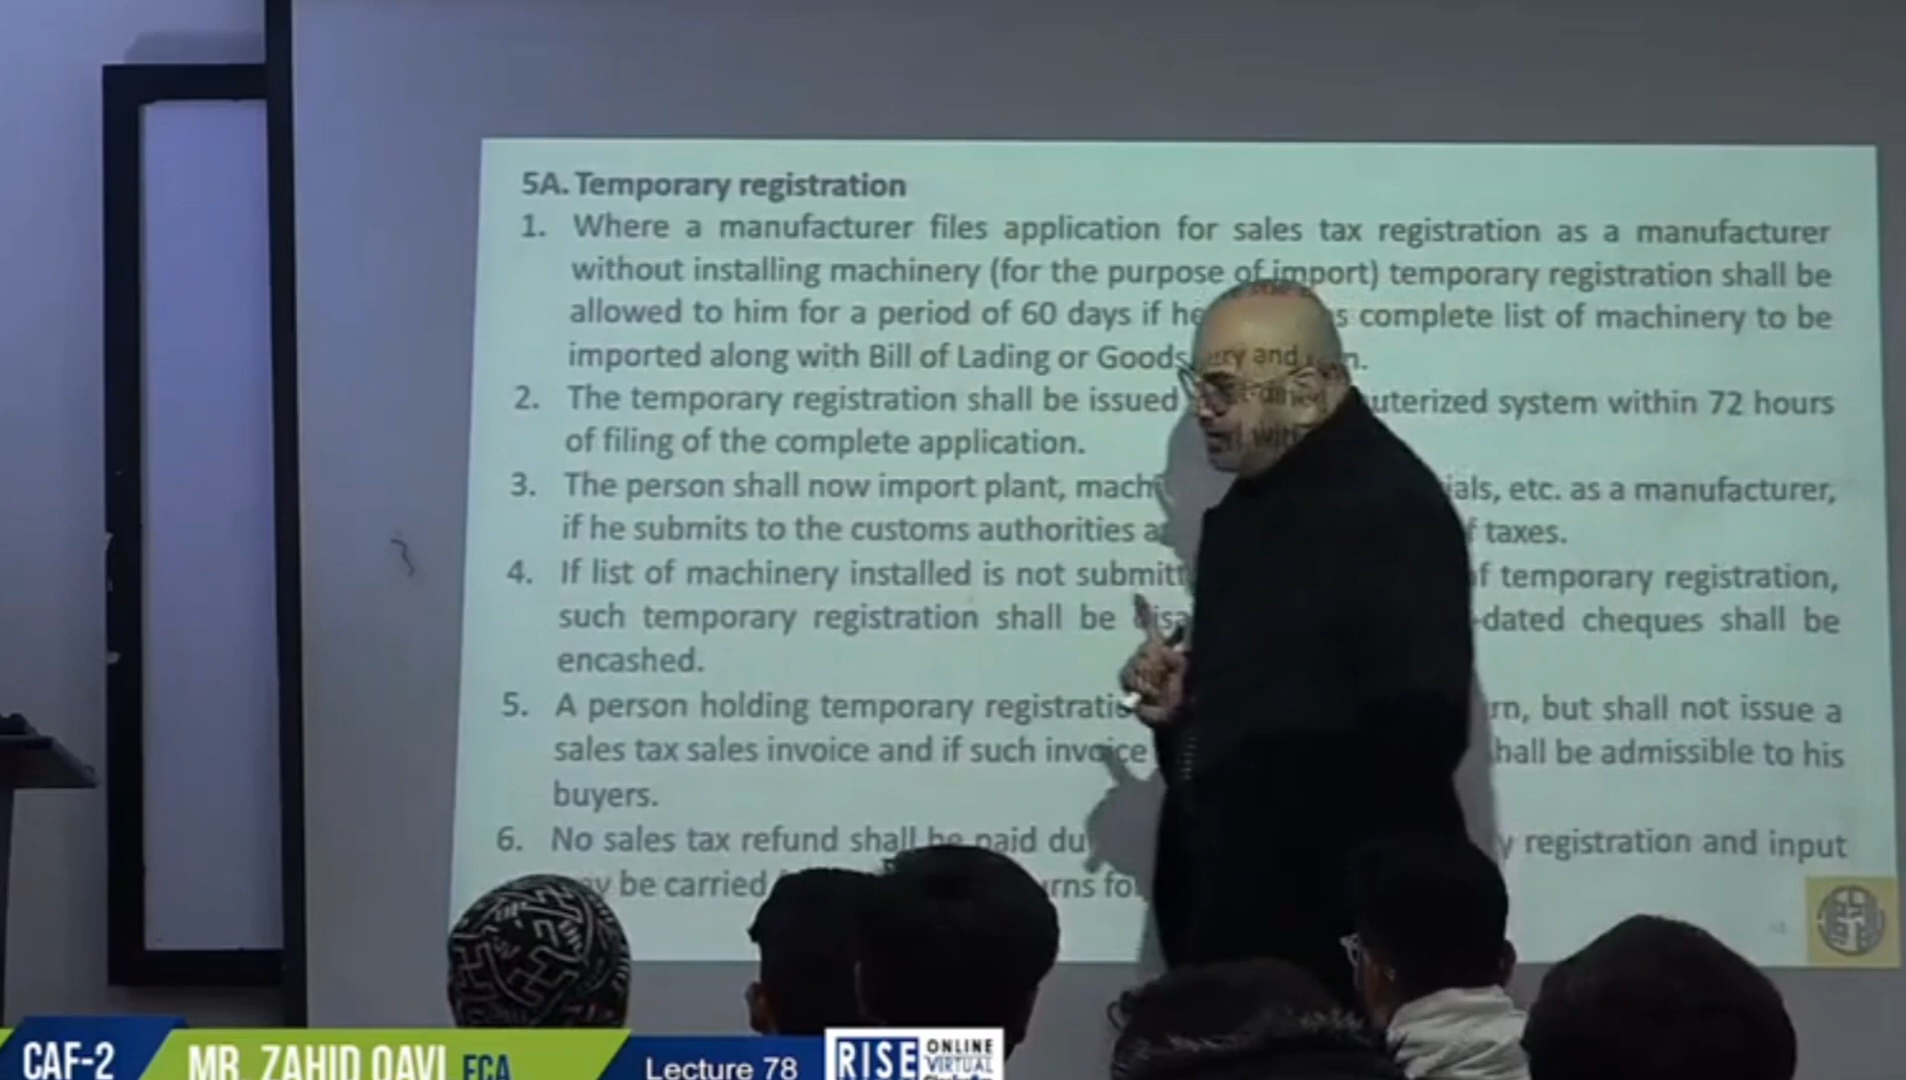 5A. Temporary registration
1. Where a manufacturer files application for sales tax registration as a manufacturer
without installing machinery (for the purpose of import) temporary registration shall be
allowed to him for a period of 60 days if he complete list of machinery to be
imported along with Bill of Lading or Goods
2. The temporary registration shall be issued within 72 hours
of filing of the complete application.
3. The person shall now import plant, etc. as a manufacturer,
if he submits to the customs authorities taxes.
4. If list of machinery installed is not temporary registration,
such temporary registration shall be -dated cheques shall be
encashed.
5. A person holding temporary but shall not issue a
sales tax sales invoice and if such invoice shall be admissible to his
buyers.
6. No sales tax refund shall be paid registration and input
be carried
CAF-2
MR. ZAHID QAVI FCA
Lecture 78
RISE ONLINE
VIRTUAL